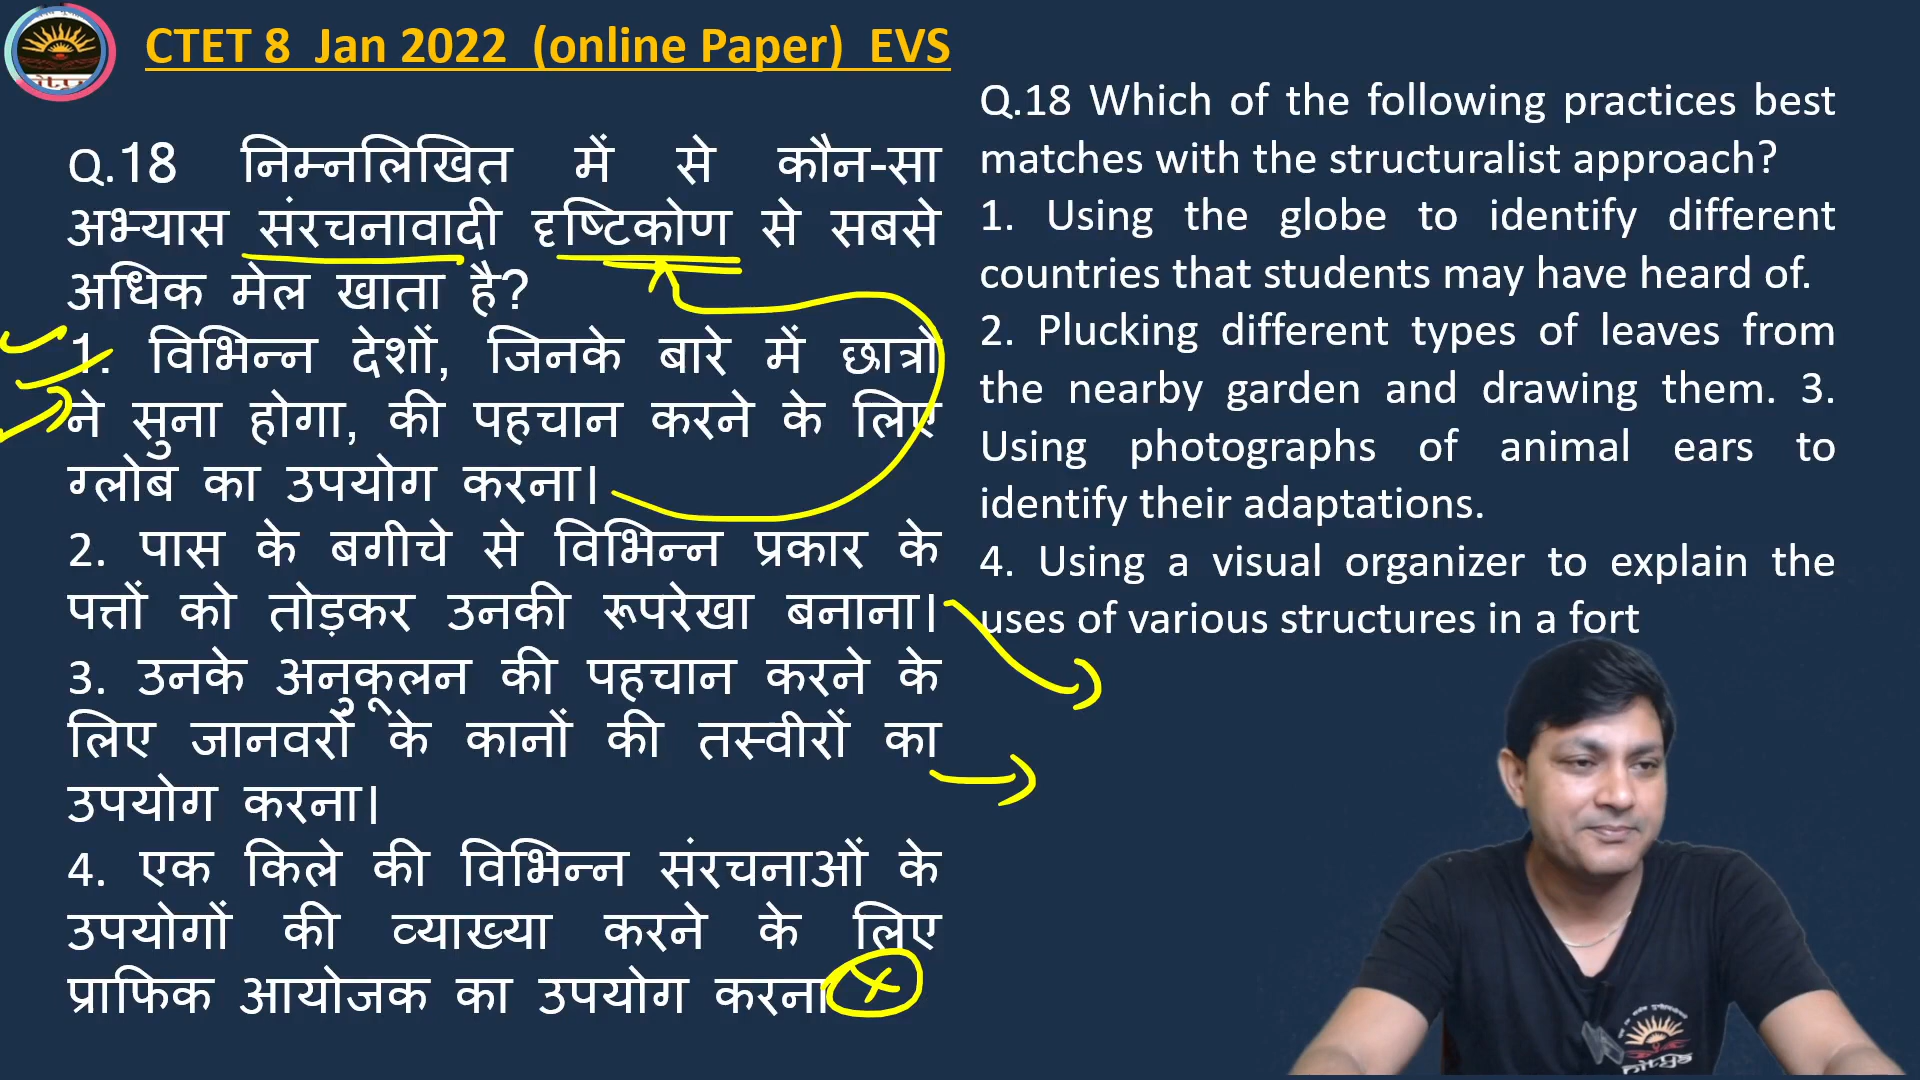 CTET 8 Jan 2022 (online Paper) EVS
Q.18 निम्नलिखित में से कौन-सा
अभ्यास संरचनावादी दृष्टिकोण से सबसे
अधिक मेल खाता है?
1. विभिन्न देशों, जिनके बारे में छात्रों
ने सुना होगा, की पहचान करने के लिए
ग्लोब का उपयोग करना।
2. पास के बगीचे से विभिन्न प्रकार के
पत्तों को तोड़कर उनकी रूपरेखा बनाना।
3. उनके अनुकूलन की पहचान करने के
लिए जानवरों के कानों की तस्वीरों का
उपयोग करना।
4. एक किले की विभिन्न संरचनाओं के
उपयोगों की व्याख्या करने के लिए
प्राफिक आयोजक का उपयोग करना
Q.18 Which of the following practices best
matches with the structuralist approach?
1. Using the globe to identify different
countries that students may have heard of.
2. Plucking different types of leaves from
the nearby garden and drawing them. 3.
Using photographs of animal ears to
identify their adaptations.
4. Using a visual organizer to explain the
uses of various structures in a fort